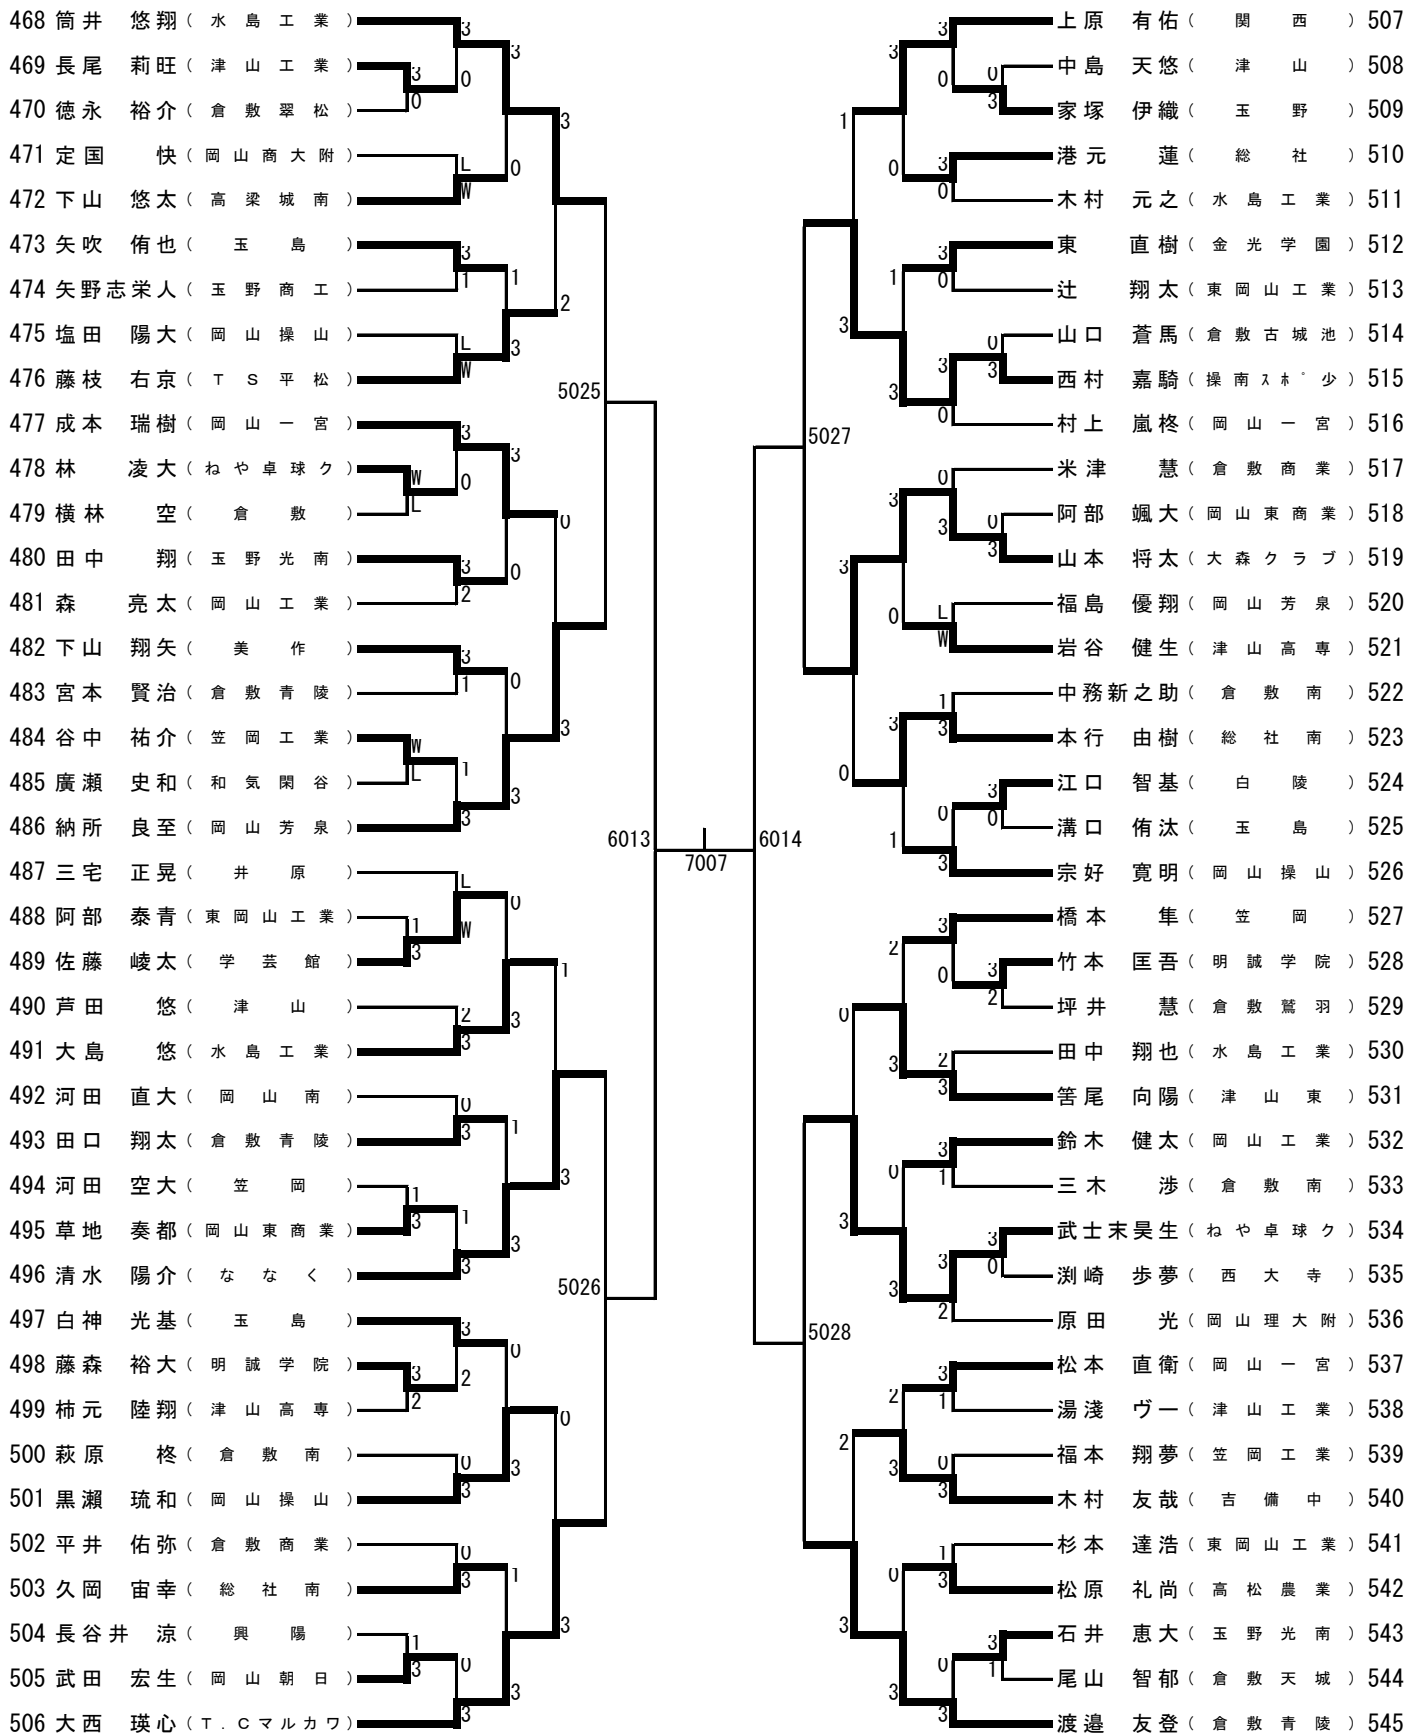 468 筒井 悠翔 (水島工業)
469 長尾 莉旺 (津山工業)
470 徳永 裕介 (倉敷翠松)
471 定国 快 (岡山商大附)
472 下山 悠太 (高梁城南)
473 矢吹 侑也 (玉島)
474 矢野志栄人 (玉野商工)
475 塩田 陽大 (岡山操山)
476 藤枝 右京 (TS平松)
477 成本 瑞樹 (岡山一宮)
478 林 凌大 (ねや卓球ク)
479 横林 空 (倉敷)
480 田中 翔 (玉野光南)
481 森 亮太 (岡山工業)
482 下山 翔矢 (美作)
483 宮本 賢治 (倉敷青陵)
484 谷中 祐介 (笠岡工業)
485 廣瀬 史和 (和気閑谷)
486 納所 良至 (岡山芳泉)
487 三宅 正晃 (井原)
488 阿部 泰青 (東岡山工業)
489 佐藤 崚太 (学芸館)
490 芦田 悠 (津山)
491 大島 悠 (水島工業)
492 河田 直大 (岡山南)
493 田口 翔太 (倉敷青陵)
494 河田 空大 (笠岡)
495 草地 奏都 (岡山東商業)
496 清水 陽介 (ななく)
497 白神 光基 (玉島)
498 藤森 裕大 (明誠学院)
499 柿元 陸翔 (津山高専)
500 萩原 柊 (倉敷南)
501 黒瀬 琉和 (岡山操山)
502 平井 佑弥 (倉敷商業)
503 久岡 宙幸 (総社南)
504 長谷井 涼 (興陽)
505 武田 宏生 (岡山朝日)
506 大西 瑛心 (T.Cマルカワ)
5025
5026
6013
7007
6014
5027
5028
上原 有佑 (関西) 507
中島 天悠 (津山) 508
家塚 伊織 (玉野) 509
港元 蓮 (総社) 510
木村 元之 (水島工業) 511
東 直樹 (金光学園) 512
辻 翔太 (東岡山工業) 513
山口 蒼馬 (倉敷古城池) 514
西村 嘉騎 (操南スポ少) 515
村上 嵐柊 (岡山一宮) 516
米津 慧 (倉敷商業) 517
阿部 颯大 (岡山東商業) 518
山本 将太 (大森クラブ) 519
福島 優翔 (岡山芳泉) 520
岩谷 健生 (津山高専) 521
中務新之助 (倉敷南) 522
本行 由樹 (総社南) 523
江口 智基 (白陵) 524
溝口 侑汰 (玉島) 525
宗好 寛明 (岡山操山) 526
橋本 隼 (笠岡) 527
竹本 匡吾 (明誠学院) 528
坪井 慧 (倉敷鷲羽) 529
田中 翔也 (水島工業) 530
筈尾 向陽 (津山東) 531
鈴木 健太 (岡山工業) 532
三木 渉 (倉敷南) 533
武士末昊生 (ねや卓球ク) 534
渕崎 歩夢 (西大寺) 535
原田 光 (岡山理大附) 536
松本 直衛 (岡山一宮) 537
湯淺 ヴ一 (津山工業) 538
福本 翔夢 (笠岡工業) 539
木村 友哉 (吉備中) 540
杉本 達浩 (東岡山工業) 541
松原 礼尚 (高松農業) 542
石井 恵大 (玉野光南) 543
尾山 智郁 (倉敷天城) 544
渡邉 友登 (倉敷青陵) 545